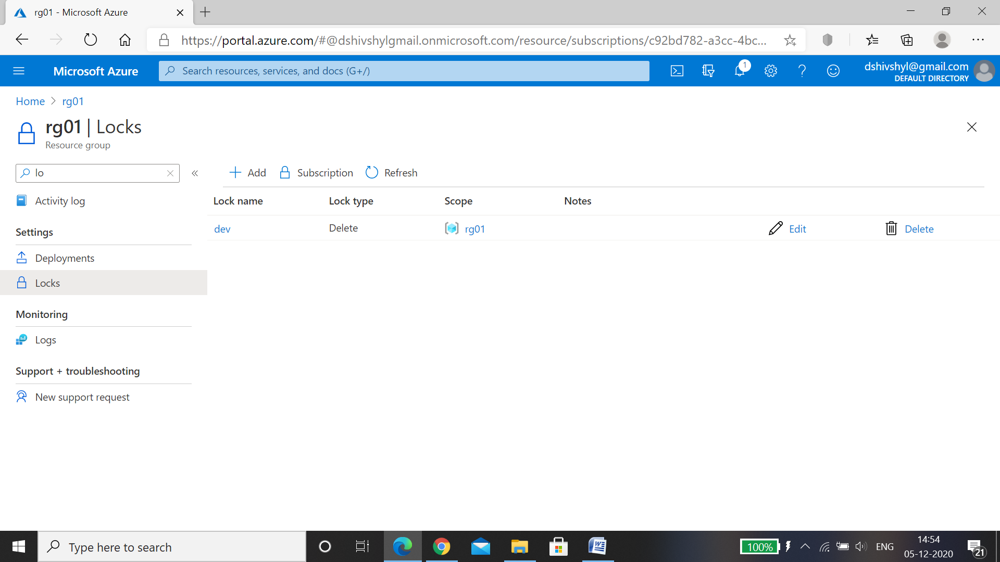 rg01 - Microsoft Azure
https://portal.azure.com/#@dshivshylgmail.onmicrosoft.com/resource/subscriptions/c92bd782-a3cc-4bc...
Microsoft Azure
Search resources, services, and docs (G+/)
1
dshivshyl@gmail.com
DEFAULT DIRECTORY
Home > rg01
rg01 | Locks
Resource group
lo
«
Add Subscription Refresh
Activity log
Settings
Deployments
Locks
Monitoring
Logs
Support + troubleshooting
New support request
Lock name Lock type Scope Notes
dev Delete rg01 Edit Delete
Type here to search
100%
ENG
14:54
05-12-2020
21